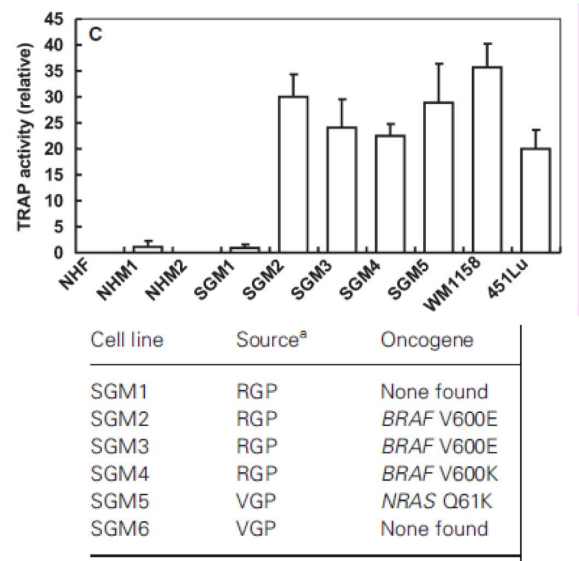 C
TRAP activity (relative)
45
40
35
30
25
20
15
10
5
0
NHF NHM1 NHM2 SGM1 SGM2 SGM3 SGM4 SGM5 WM1158 451Lu
Cell line Sourceª Oncogene
SGM1 RGP None found
SGM2 RGP BRAF V600E
SGM3 RGP BRAF V600E
SGM4 RGP BRAF V600K
SGM5 VGP NRAS Q61K
SGM6 VGP None found